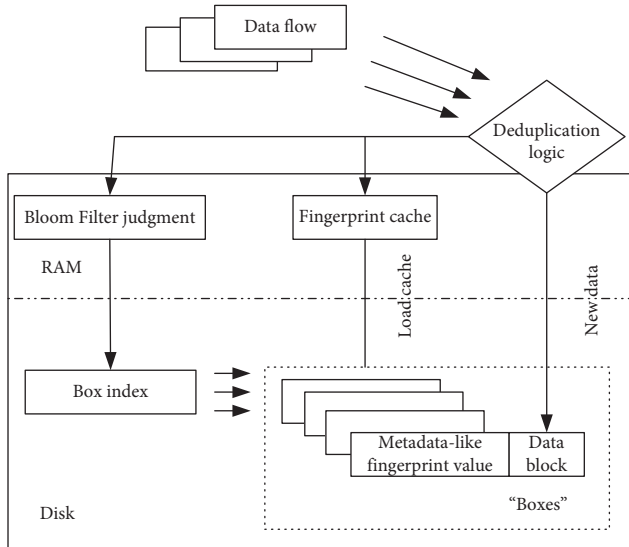 Data flow
Deduplication
logic
Bloom Filter judgment
Fingerprint cache
RAM
Load cache
New data
Box index
Metadata-like
fingerprint value
Data
block
“Boxes”
Disk